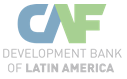 CAF
DEVELOPMENT BANK
OF LATIN AMERICA